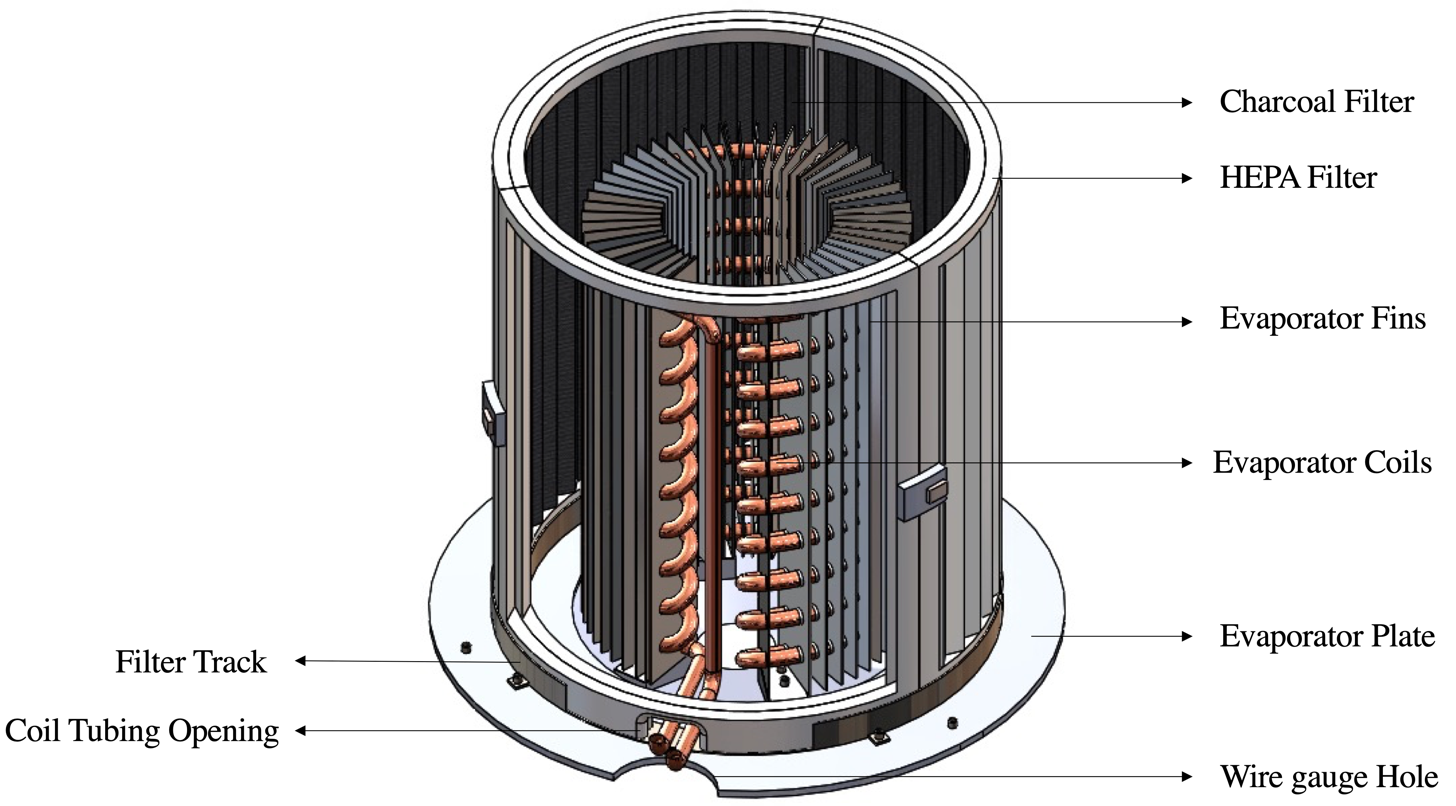 Charcoal Filter
HEPA Filter
Evaporator Fins
Evaporator Coils
Filter Track
Evaporator Plate
Coil Tubing Opening
Wire gauge Hole